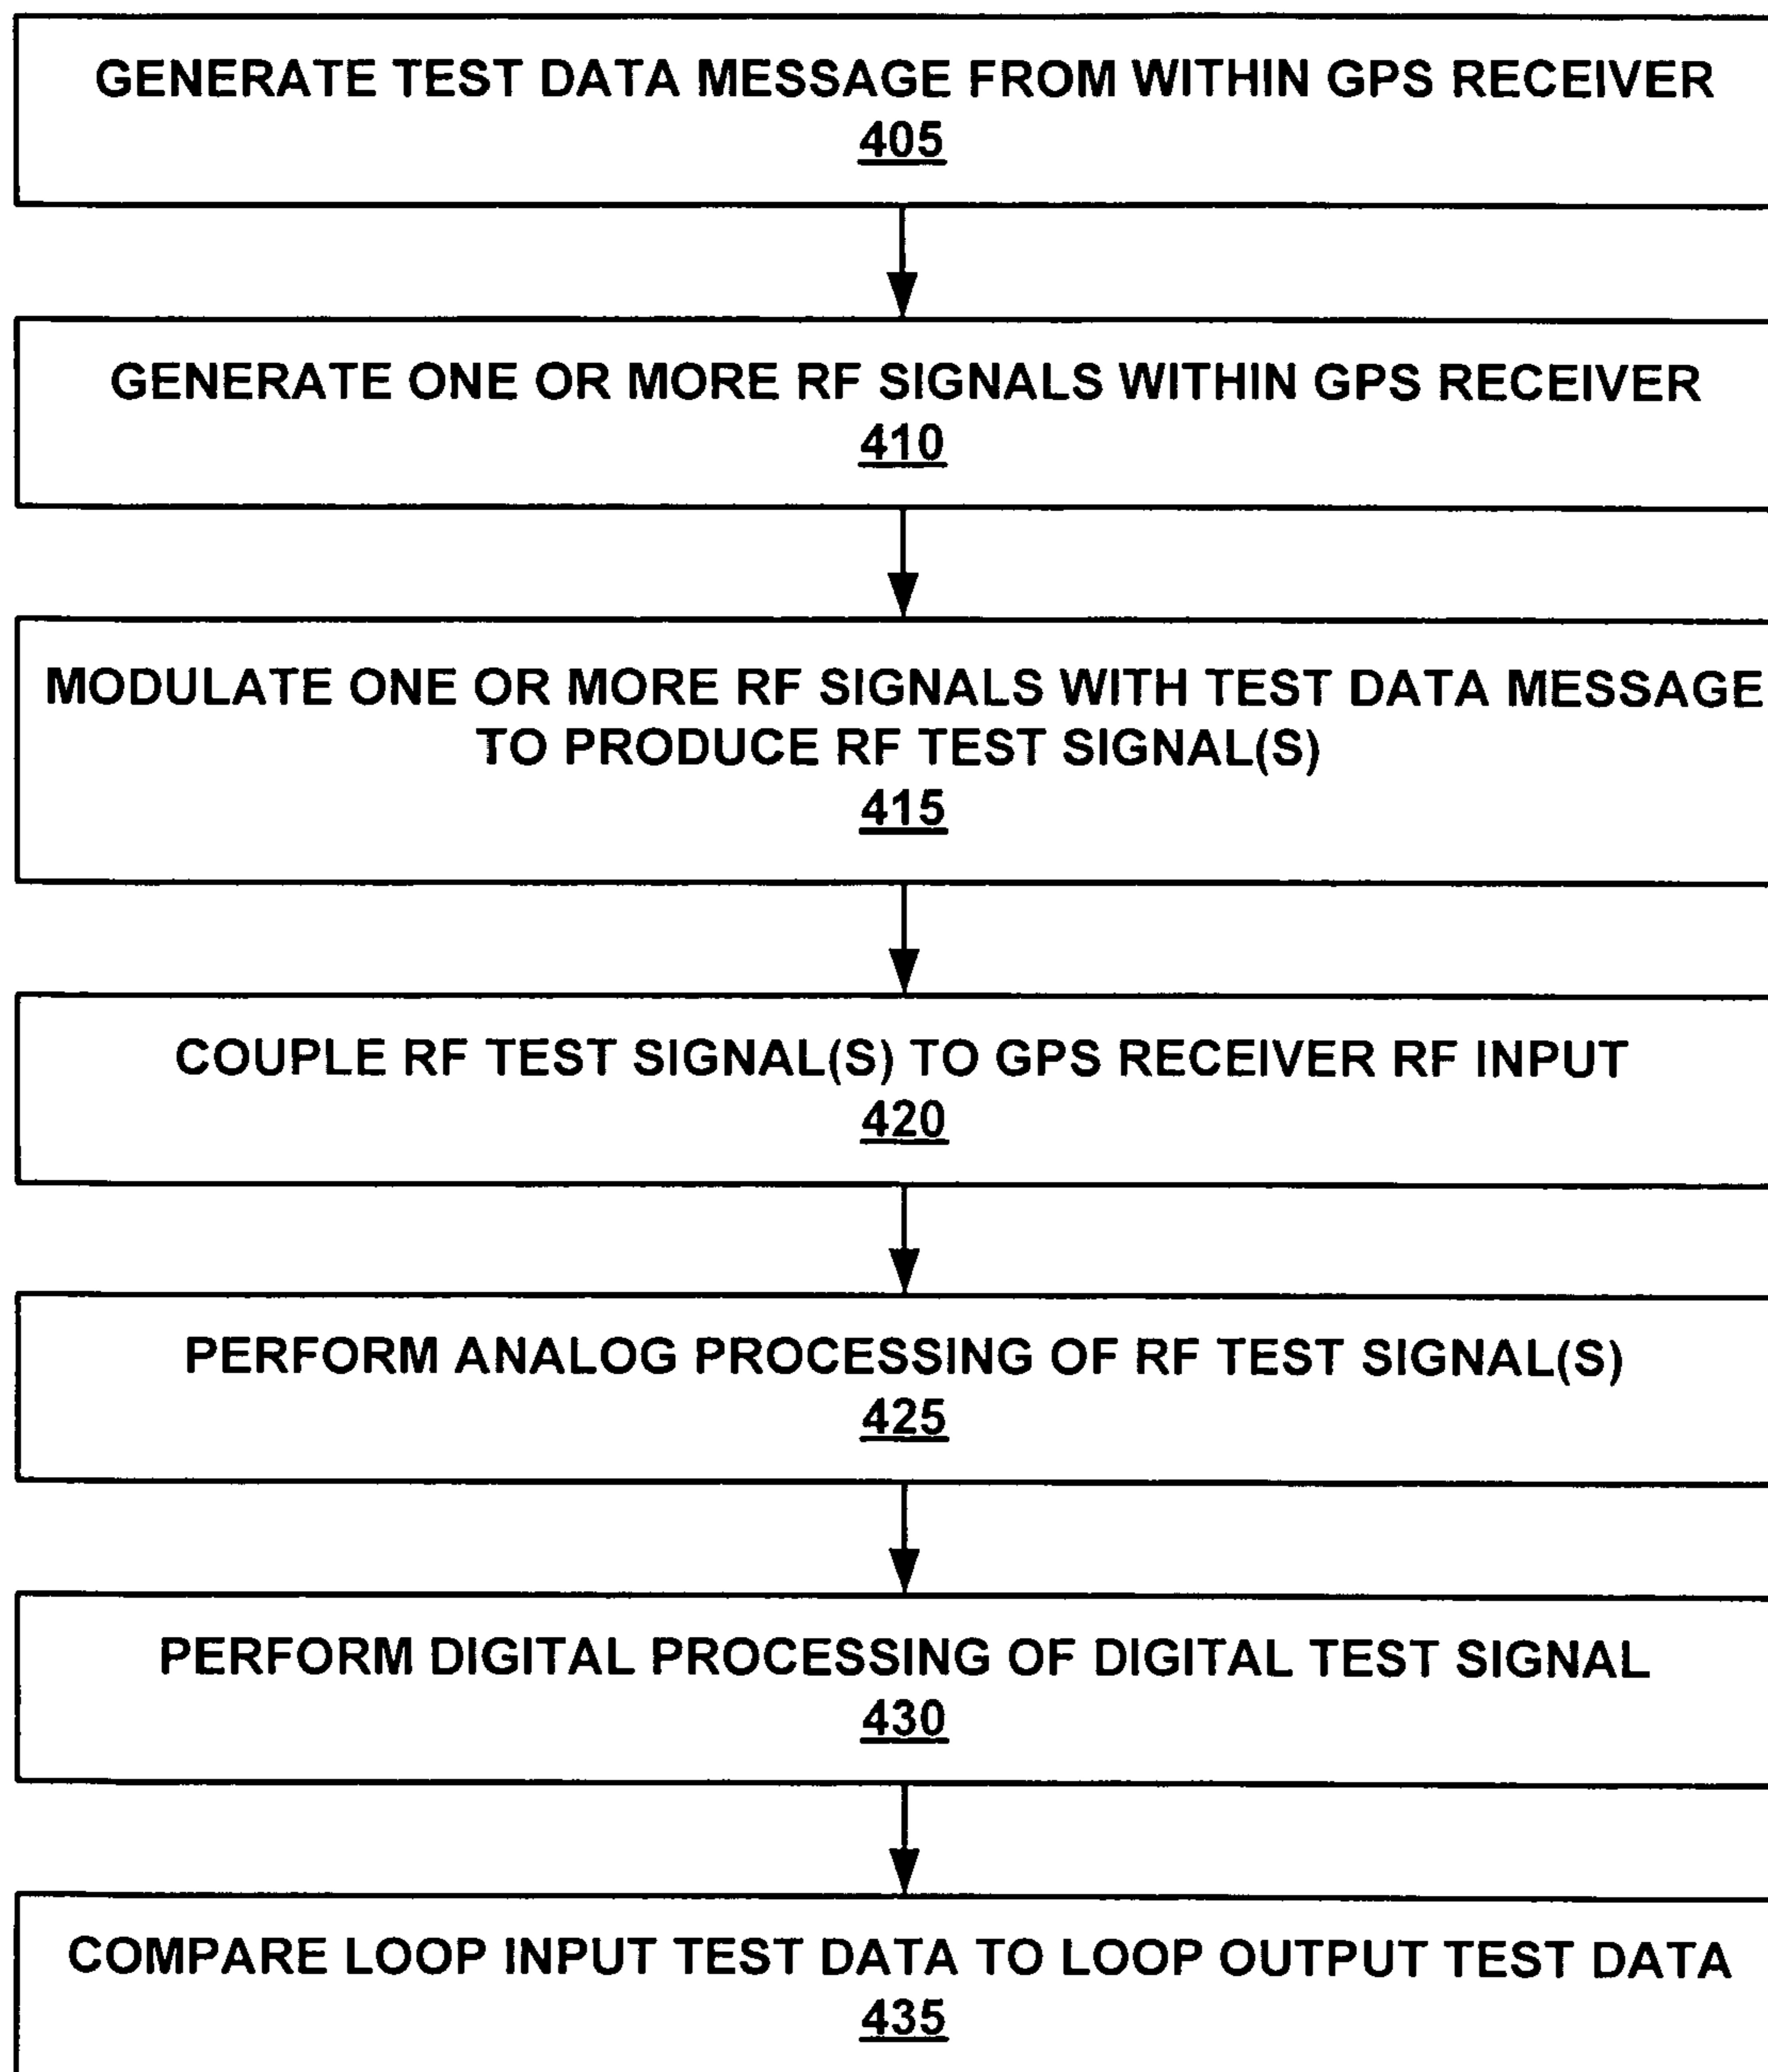 GENERATE TEST DATA MESSAGE FROM WITHIN GPS RECEIVER
405
GENERATE ONE OR MORE RF SIGNALS WITHIN GPS RECEIVER
410
MODULATE ONE OR MORE RF SIGNALS WITH TEST DATA MESSAGE
TO PRODUCE RF TEST SIGNAL(S)
415
COUPLE RF TEST SIGNAL(S) TO GPS RECEIVER RF INPUT
420
PERFORM ANALOG PROCESSING OF RF TEST SIGNAL(S)
425
PERFORM DIGITAL PROCESSING OF DIGITAL TEST SIGNAL
430
COMPARE LOOP INPUT TEST DATA TO LOOP OUTPUT TEST DATA
435